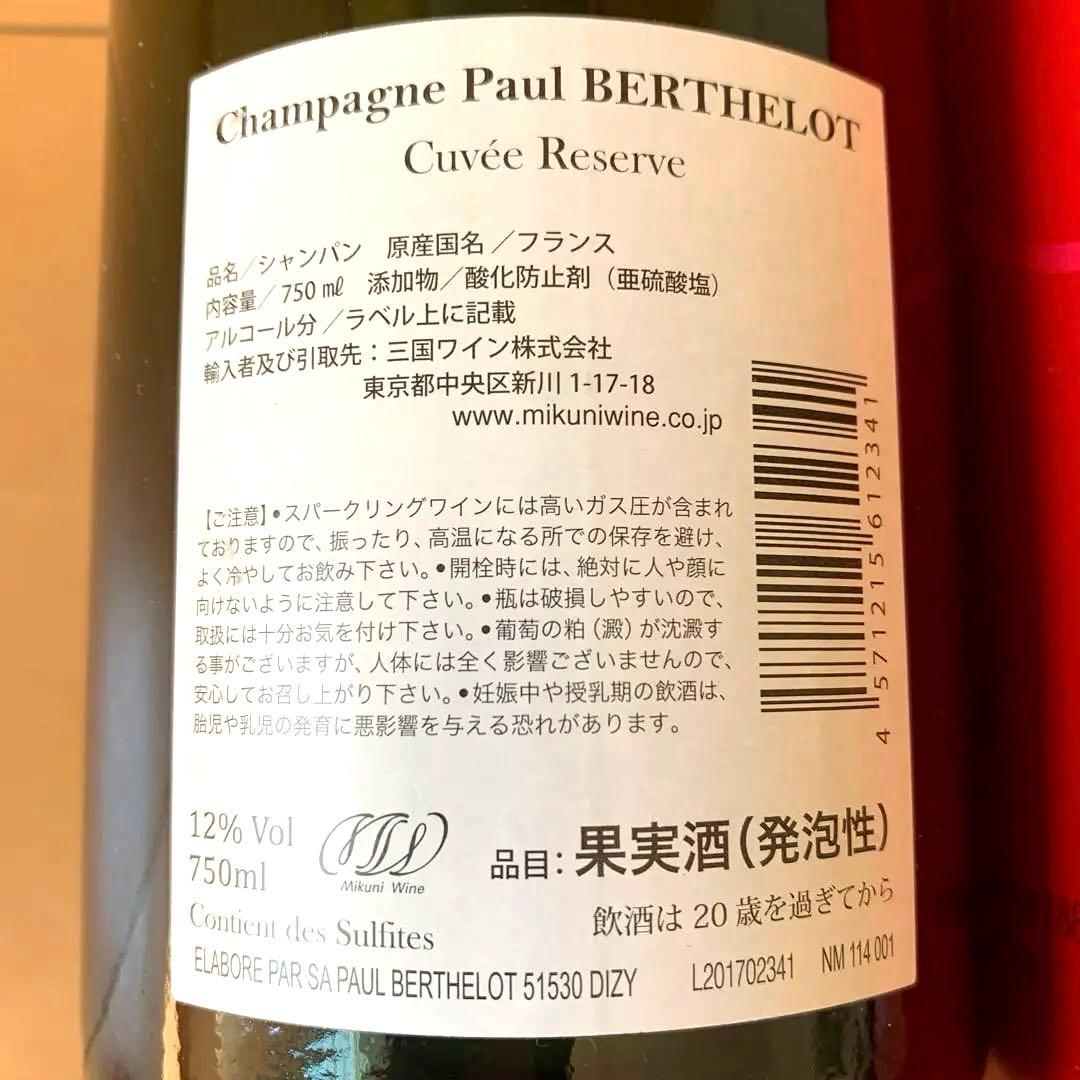 Champagne Paul BERTHELOT
Cuvée Reserve
品名／シャンパン 原産国名／フランス
内容量／750㎖ 添加物／酸化防止剤（亜硫酸塩）
アルコール分／ラベル上に記載
輸入者及び引取先：三国ワイン株式会社
東京都中央区新川1-17-18
www.mikuniwine.co.jp
【ご注意】•スパークリングワインには高いガス圧が含まれ
ておりますので、振ったり、高温になる所での保存を避け、
よく冷やしてお飲み下さい。•開栓時には、絶対に人や顔に
向けないように注意して下さい。•瓶は破損しやすいので、
取扱には十分お気を付け下さい。•葡萄の粕（澱）が沈澱す
る事がございますが、人体には全く影響ございませんので、
安心してお召し上がり下さい。•妊娠中や授乳期の飲酒は、
胎児や乳児の発育に悪影響を与える恐れがあります。
4 571215 612341
12% Vol
750ml
Mikuni Wine
品目：果実酒（発泡性）
飲酒は20歳を過ぎてから
Contient des Sulfites
ELABORE PAR SA PAUL BERTHELOT 51530 DIZY L201702341 NM 114 001